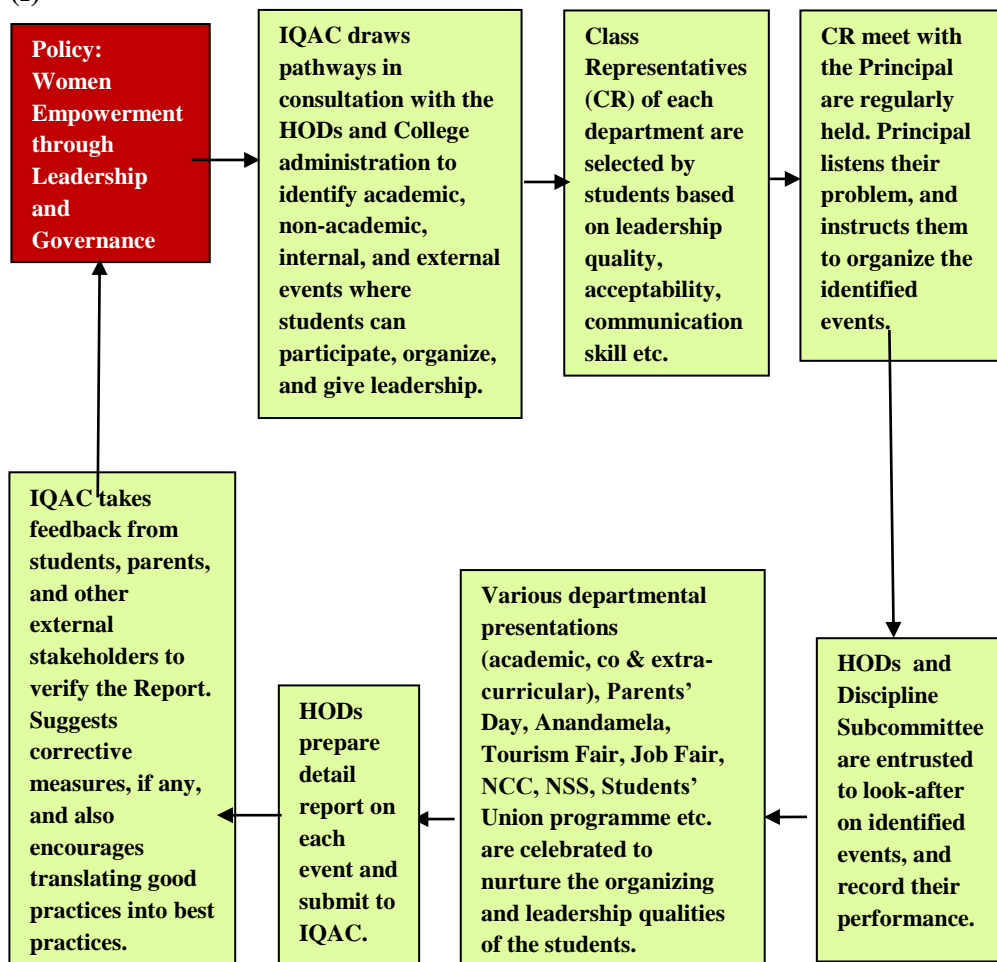 Policy:
Women
Empowerment
through
Leadership
and
Governance
IQAC draws
pathways in
consultation with the
HODs and College
administration to
identify academic,
non-academic,
internal, and external
events where
students can
participate, organize,
and give leadership.
Class
Representatives
(CR) of each
department are
selected by
students based
on leadership
quality,
acceptability,
communication
skill etc.
CR meet with
the Principal
are regularly
held. Principal
listens their
problem, and
instructs them
to organize the
identified
events.
HODs and
Discipline
Subcommittee
are entrusted
to look-after
on identified
events, and
record their
performance.
Various departmental
presentations
(academic, co & extra-
curricular), Parents’
Day, Anandamela,
Tourism Fair, Job Fair,
NCC, NSS, Students’
Union programme etc.
are celebrated to
nurture the organizing
and leadership qualities
of the students.
HODs
prepare
detail
report on
each
event and
submit to
IQAC.
IQAC takes
feedback from
students, parents,
and other
external
stakeholders to
verify the Report.
Suggests
corrective
measures, if any,
and also
encourages
translating good
practices into best
practices.